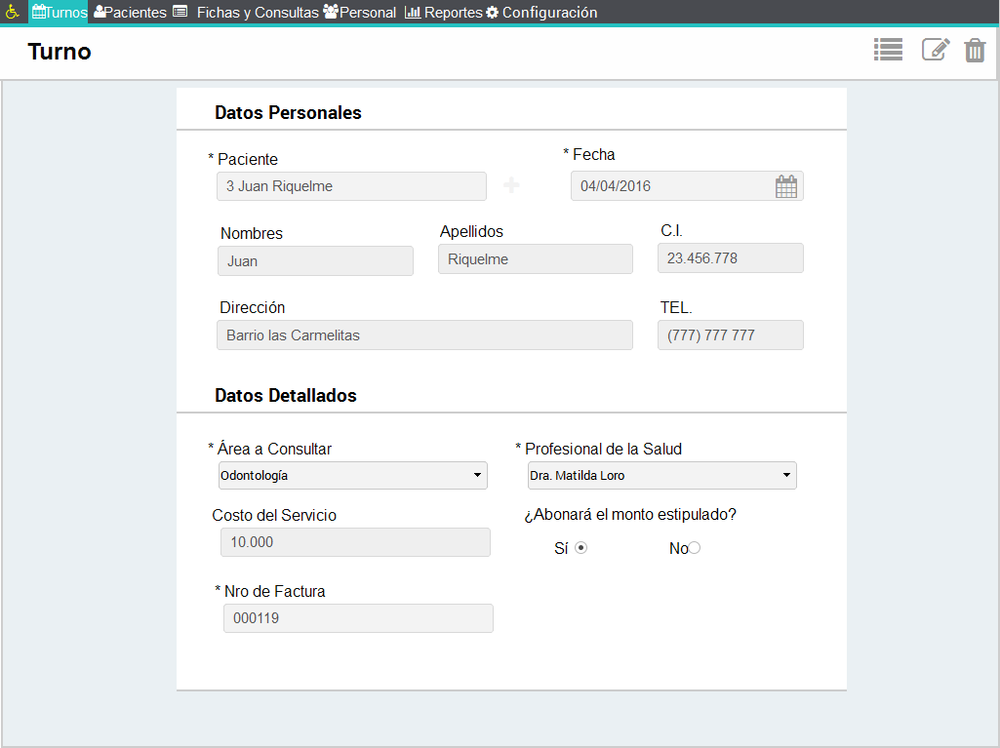 Turnos Pacientes Fichas y Consultas Personal Reportes Configuración
Turno
Datos Personales
* Paciente
* Fecha
3 Juan Riquelme
04/04/2016
Nombres
Apellidos
C.I.
Juan
Riquelme
23.456.778
Dirección
TEL.
Barrio las Carmelitas
(777) 777 777
Datos Detallados
* Área a Consultar
* Profesional de la Salud
Odontología
Dra. Matilda Loro
Costo del Servicio
¿Abonará el monto estipulado?
10.000
Sí
No
* Nro de Factura
000119